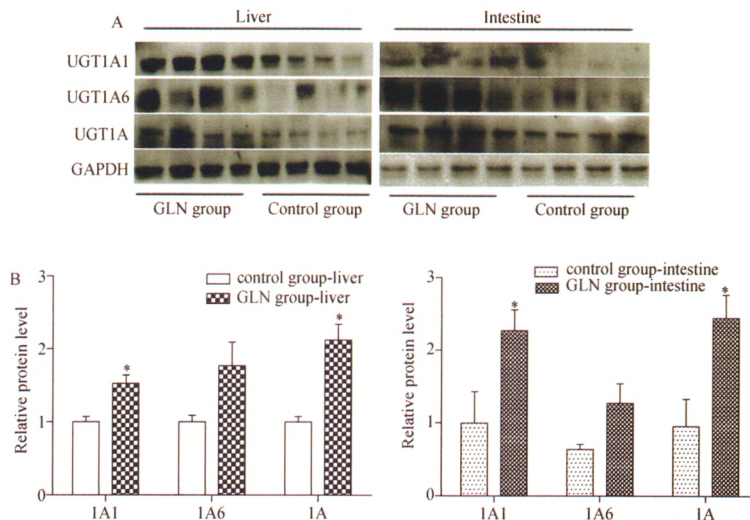 A
Liver
Intestine
UGT1A1
UGT1A6
UGT1A
GAPDH
GLN group
Control group
GLN group
Control group
B
control group-liver
GLN group-liver
Relative protein level
3
2
1
0
*
*
1A1
1A6
1A
control group-intestine
GLN group-intestine
Relative protein level
3
2
1
0
*
*
1A1
1A6
1A